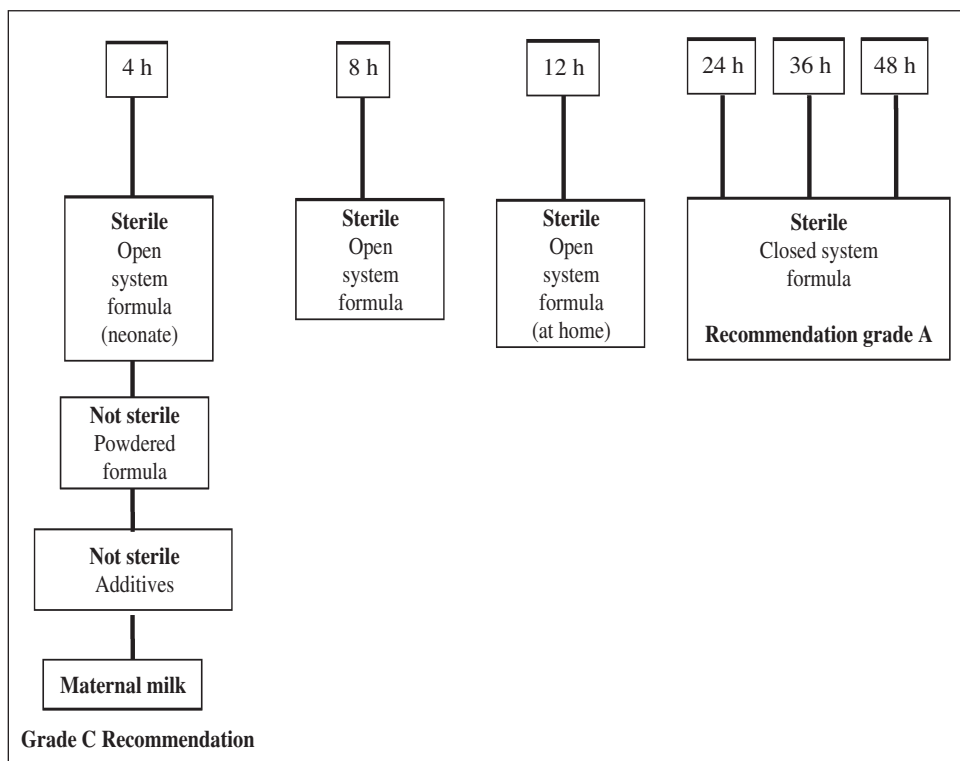 4 h
8 h
12 h
24 h
36 h
48 h
Sterile
Open
system
formula
(neonate)
Sterile
Open
system
formula
Sterile
Open
system
formula
(at home)
Sterile
Closed system
formula
Recommendation grade A
Not sterile
Powdered
formula
Not sterile
Additives
Maternal milk
Grade C Recommendation